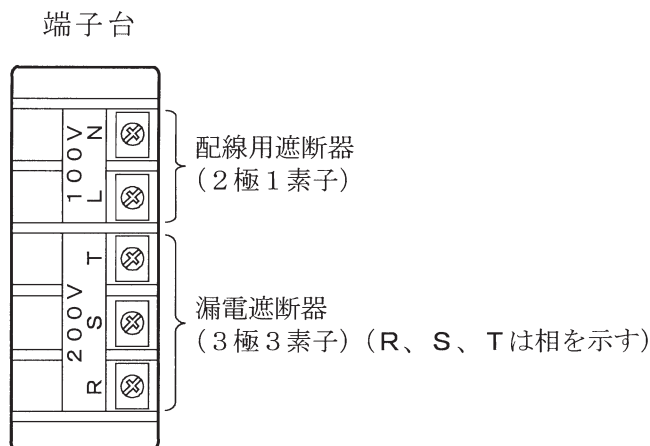 端子台
100V
N
L
配線用遮断器
(2極1素子)
200V
T
S
R
漏電遮断器
(3極3素子)(R、S、Tは相を示す)